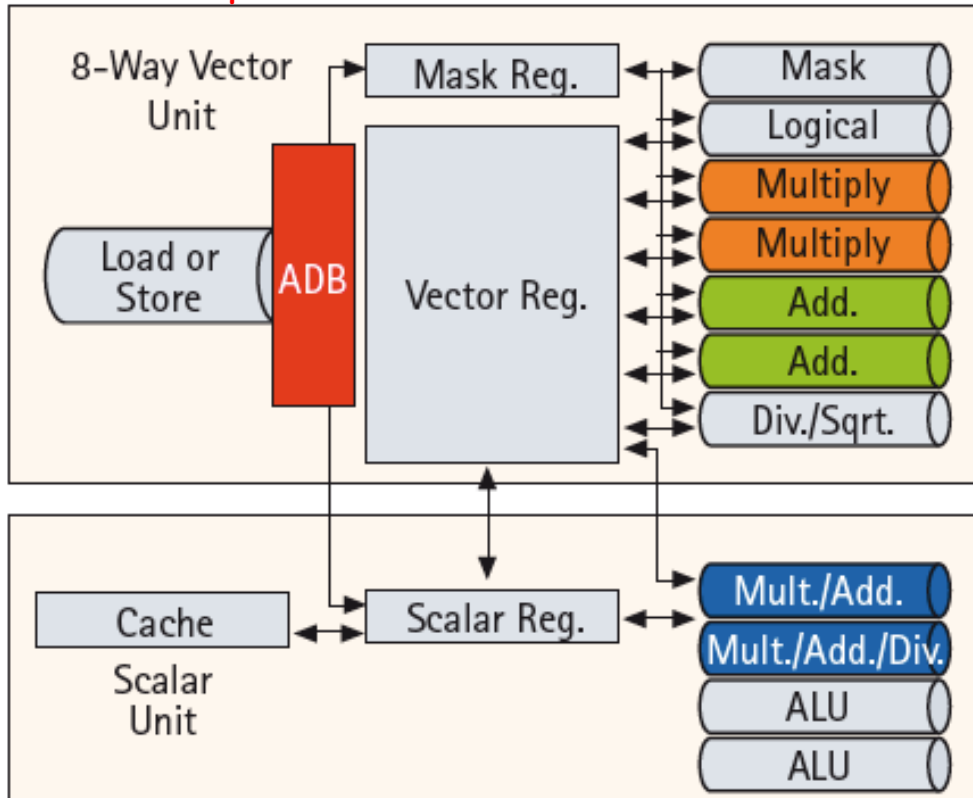 8-Way Vector
Unit
Mask Reg.
Mask
Logical
Multiply
Multiply
Load or
Store
ADB
Vector Reg.
Add.
Add.
Div./Sqrt.
Cache
Scalar Reg.
Mult./Add.
Mult./Add./Div.
Scalar
Unit
ALU
ALU